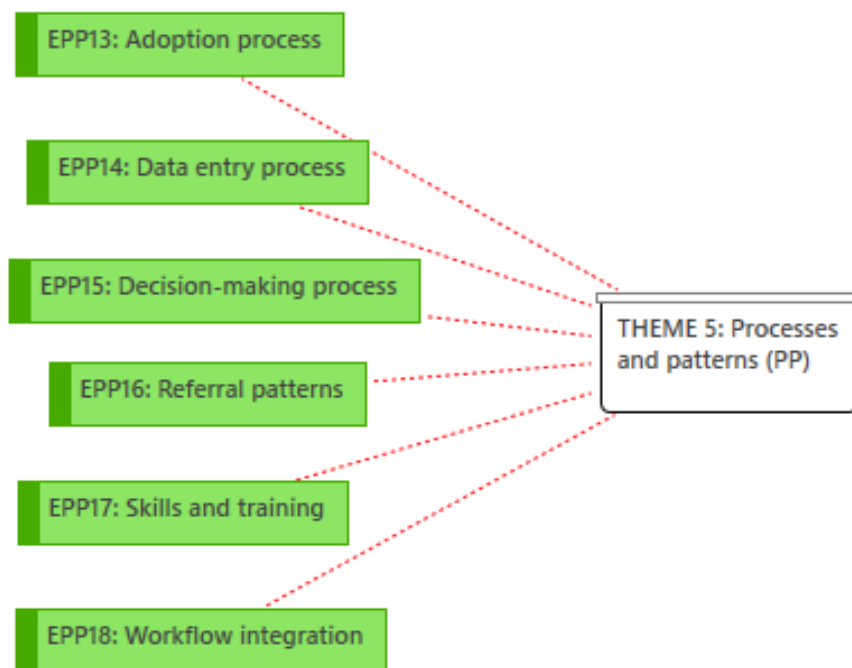 EPP13: Adoption process
EPP14: Data entry process
EPP15: Decision-making process
THEME 5: Processes
and patterns (PP)
EPP16: Referral patterns
EPP17: Skills and training
EPP18: Workflow integration